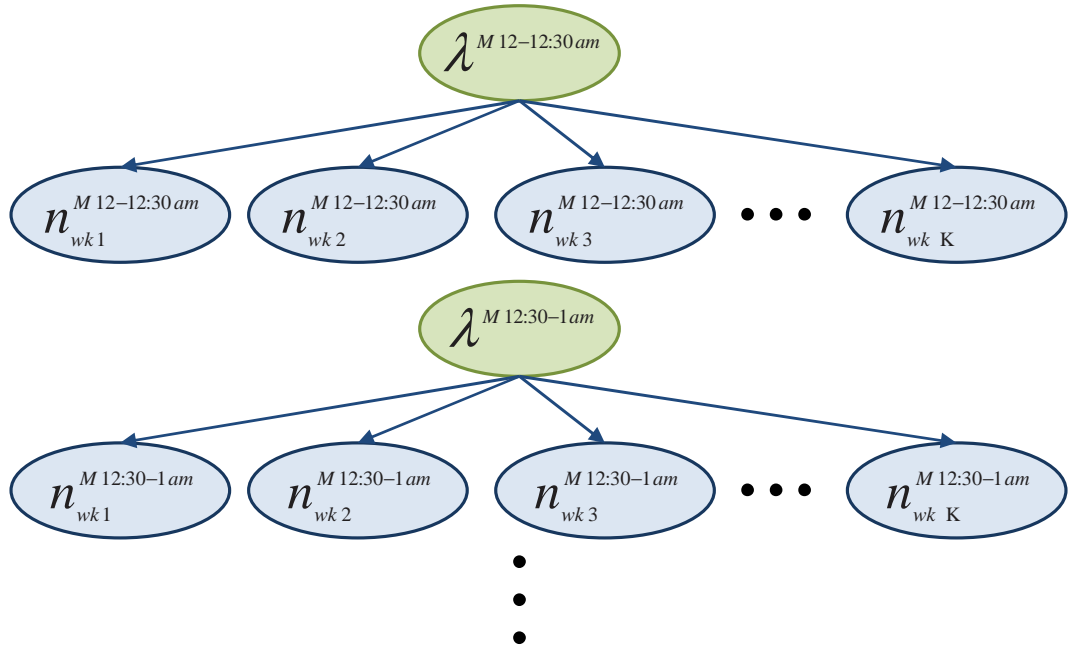 λ^{M 12–12:30 am}
n_{wk 1}^{M 12–12:30 am} n_{wk 2}^{M 12–12:30 am} n_{wk 3}^{M 12–12:30 am} • • • n_{wk K}^{M 12–12:30 am}
λ^{M 12:30–1 am}
n_{wk 1}^{M 12:30–1 am} n_{wk 2}^{M 12:30–1 am} n_{wk 3}^{M 12:30–1 am} • • • n_{wk K}^{M 12:30–1 am}